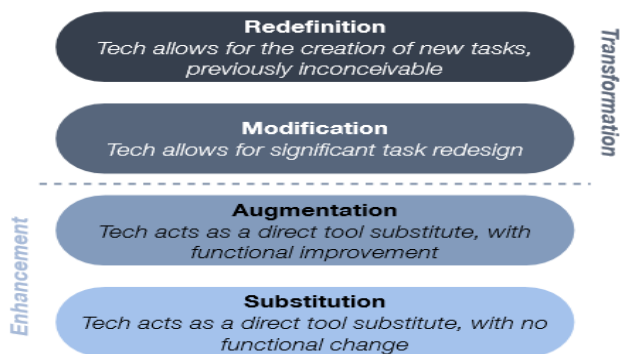 Redefinition
Tech allows for the creation of new tasks,
previously inconceivable
Transformation
Modification
Tech allows for significant task redesign
Augmentation
Tech acts as a direct tool substitute, with
functional improvement
Enhancement
Substitution
Tech acts as a direct tool substitute, with no
functional change